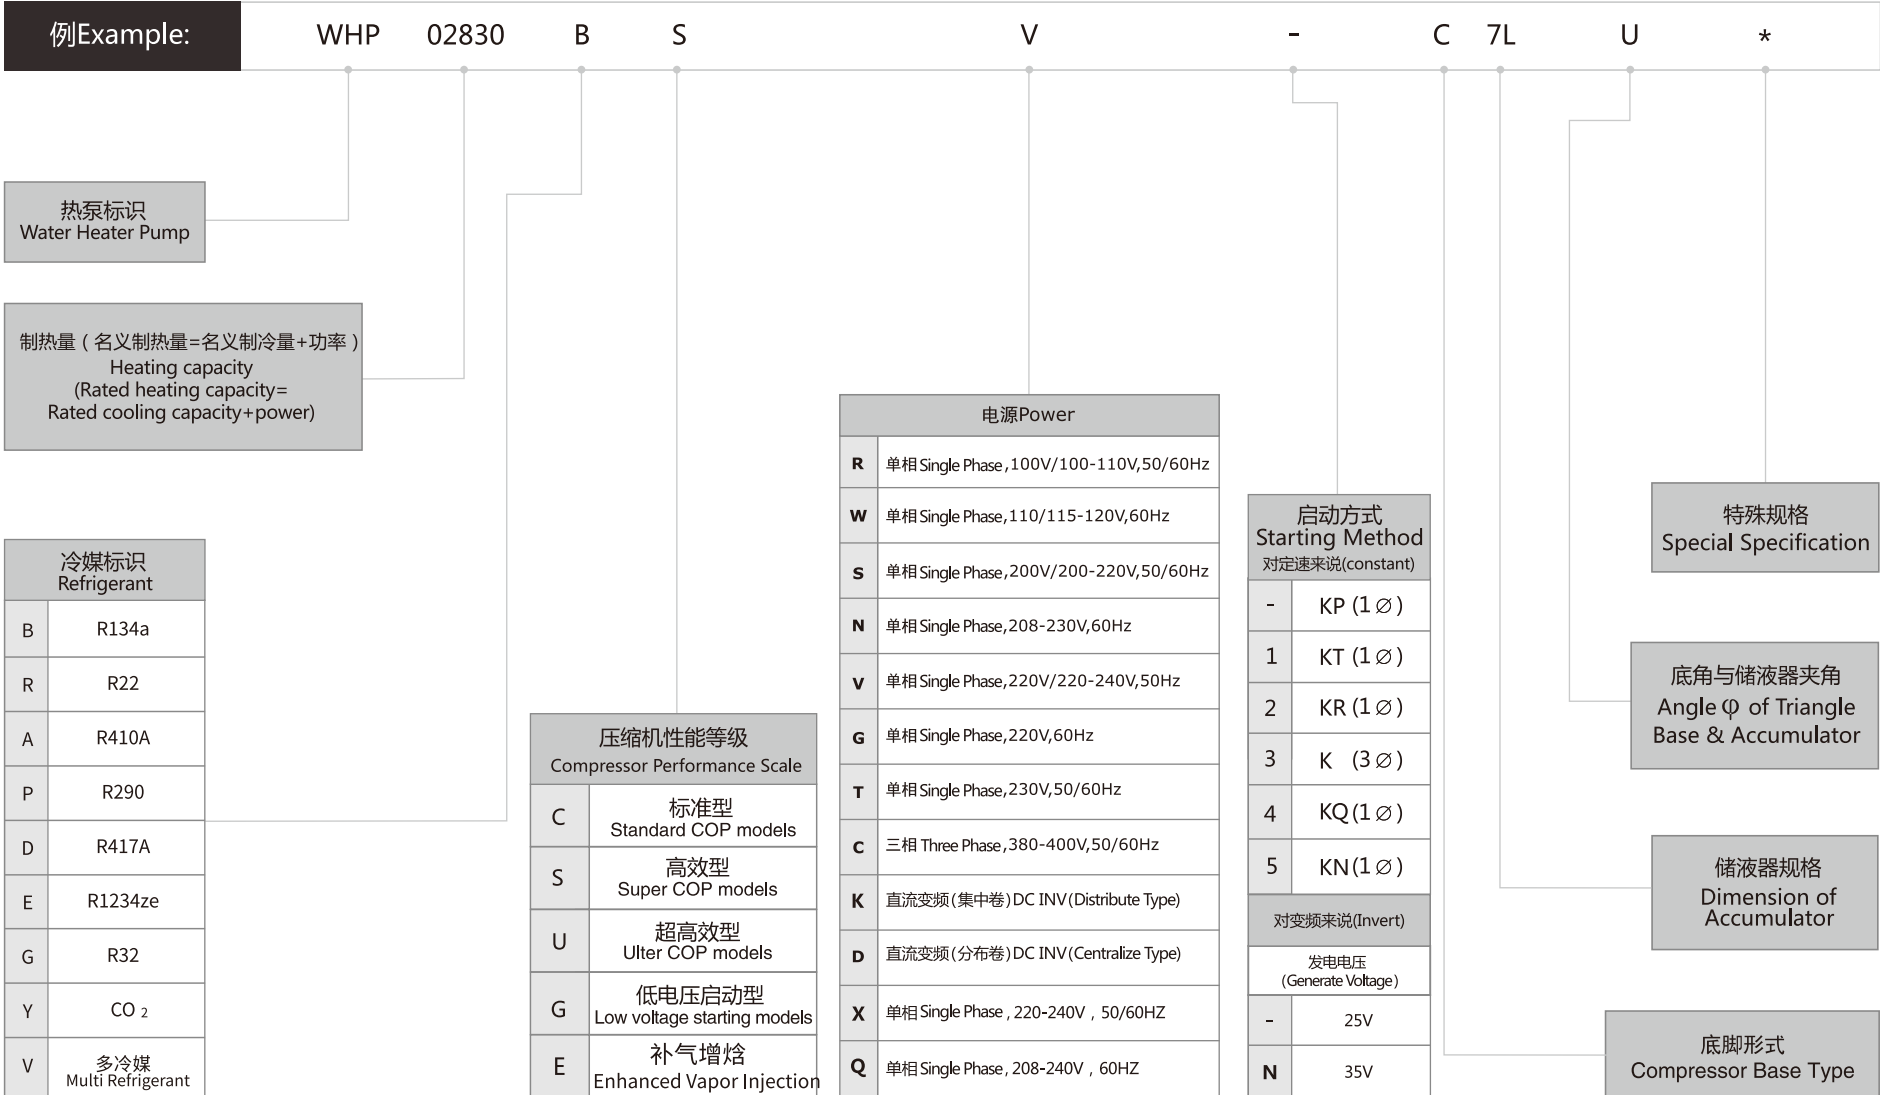 例Example: WHP 02830 B S V - C 7L U *
热泵标识
Water Heater Pump
制热量 ( 名义制热量=名义制冷量+功率 )
Heating capacity
(Rated heating capacity=
Rated cooling capacity+power)
冷媒标识
Refrigerant
B R134a
R R22
A R410A
P R290
D R417A
E R1234ze
G R32
Y CO 2
V 多冷媒
Multi Refrigerant
压缩机性能等级
Compressor Performance Scale
C 标准型
Standard COP models
S 高效型
Super COP models
U 超高效型
Ulter COP models
G 低电压启动型
Low voltage starting models
E 补气增焓
Enhanced Vapor Injection
电源Power
R 单相Single Phase,100V/100-110V,50/60Hz
W 单相Single Phase,110/115-120V,60Hz
S 单相Single Phase,200V/200-220V,50/60Hz
N 单相Single Phase,208-230V,60Hz
V 单相Single Phase,220V/220-240V,50Hz
G 单相Single Phase,220V,60Hz
T 单相Single Phase,230V,50/60Hz
C 三相Three Phase,380-400V,50/60Hz
K 直流变频(集中卷)DC INV(Distribute Type)
D 直流变频(分布卷)DC INV(Centralize Type)
X 单相Single Phase , 220-240V , 50/60HZ
Q 单相Single Phase, 208-240V , 60HZ
启动方式
Starting Method
对定速来说(constant)
- KP (1∅)
1 KT (1∅)
2 KR (1∅)
3 K (3∅)
4 KQ(1∅)
5 KN(1∅)
对变频来说(Invert)
发电电压
(Generate Voltage)
- 25V
N 35V
特殊规格
Special Specification
底角与储液器夹角
Angle φ of Triangle
Base & Accumulator
储液器规格
Dimension of
Accumulator
底脚形式
Compressor Base Type